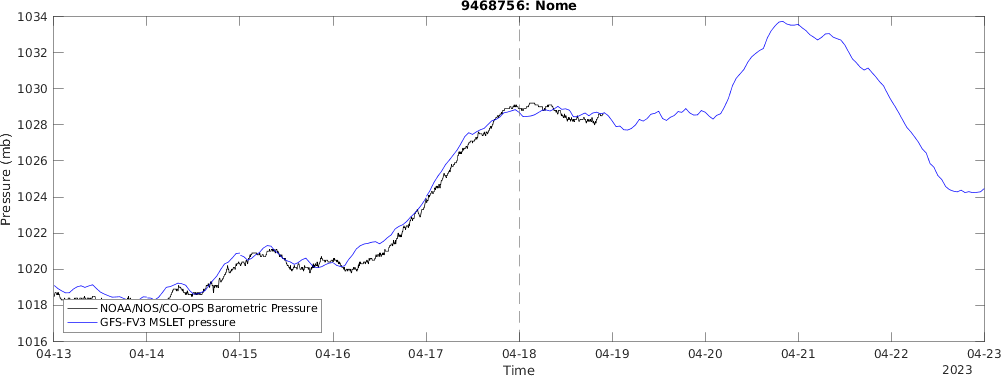 9468756: Nome
1034
1032
1030
1028
1026
1024
1022
1020
1018
1016
Pressure (mb)
NOAA/NOS/CO-OPS Barometric Pressure
GFS-FV3 MSLET pressure
04-13 04-14 04-15 04-16 04-17 04-18 04-19 04-20 04-21 04-22 04-23
Time
2023